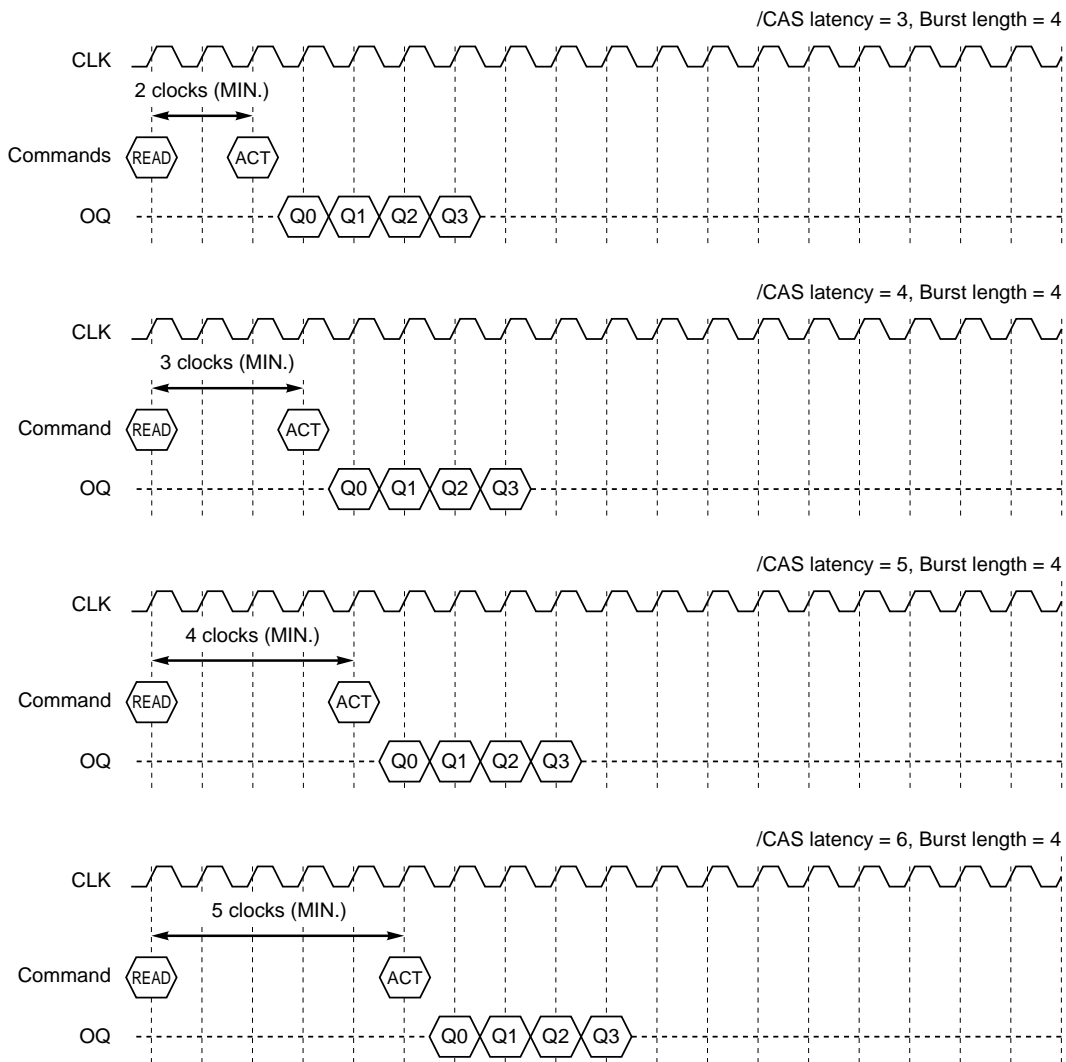 /CAS latency = 3, Burst length = 4
CLK
2 clocks (MIN.)
Commands READ ACT
OQ Q0 Q1 Q2 Q3
/CAS latency = 4, Burst length = 4
CLK
3 clocks (MIN.)
Command READ ACT
OQ Q0 Q1 Q2 Q3
/CAS latency = 5, Burst length = 4
CLK
4 clocks (MIN.)
Command READ ACT
OQ Q0 Q1 Q2 Q3
/CAS latency = 6, Burst length = 4
CLK
5 clocks (MIN.)
Command READ ACT
OQ Q0 Q1 Q2 Q3